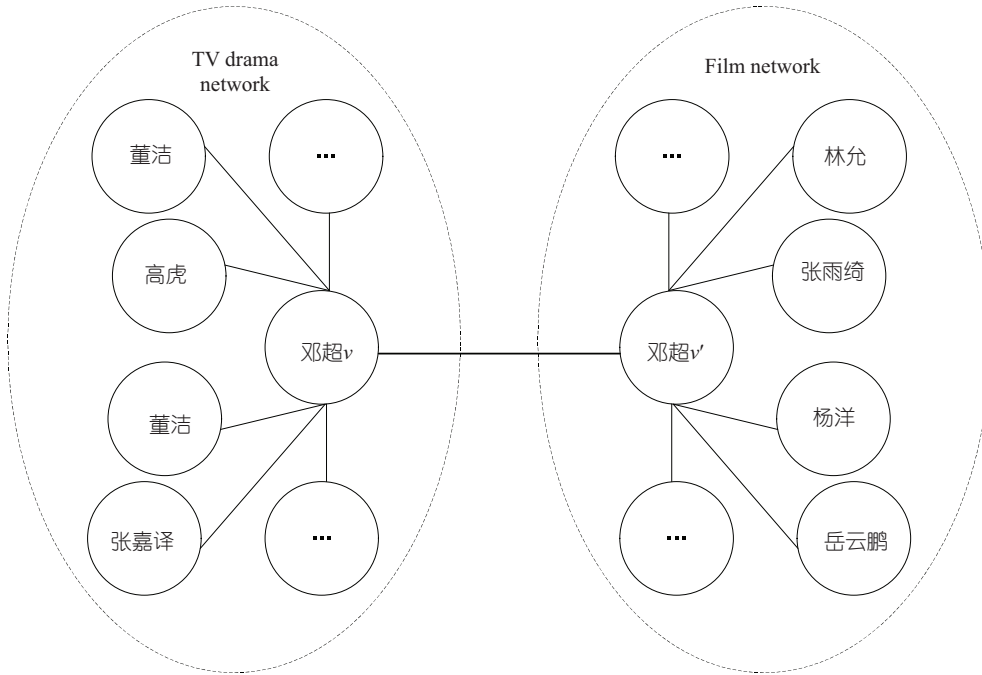 TV drama
network
董洁
...
高虎
邓超v
董洁
张嘉译
...
Film network
...
林允
张雨绮
邓超v'
杨洋
...
岳云鹏